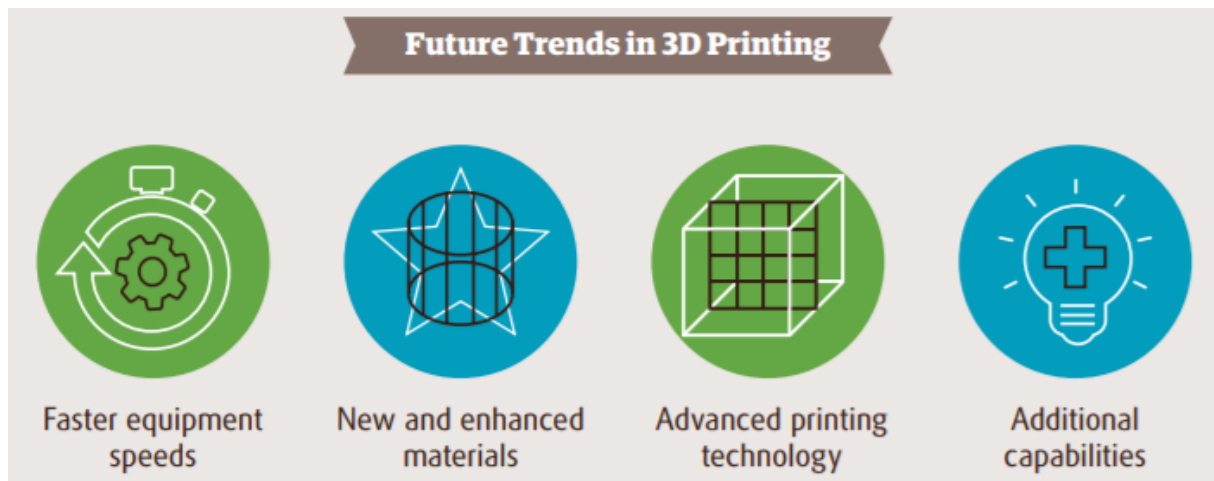 Future Trends in 3D Printing
Faster equipment
speeds
New and enhanced
materials
Advanced printing
technology
Additional
capabilities